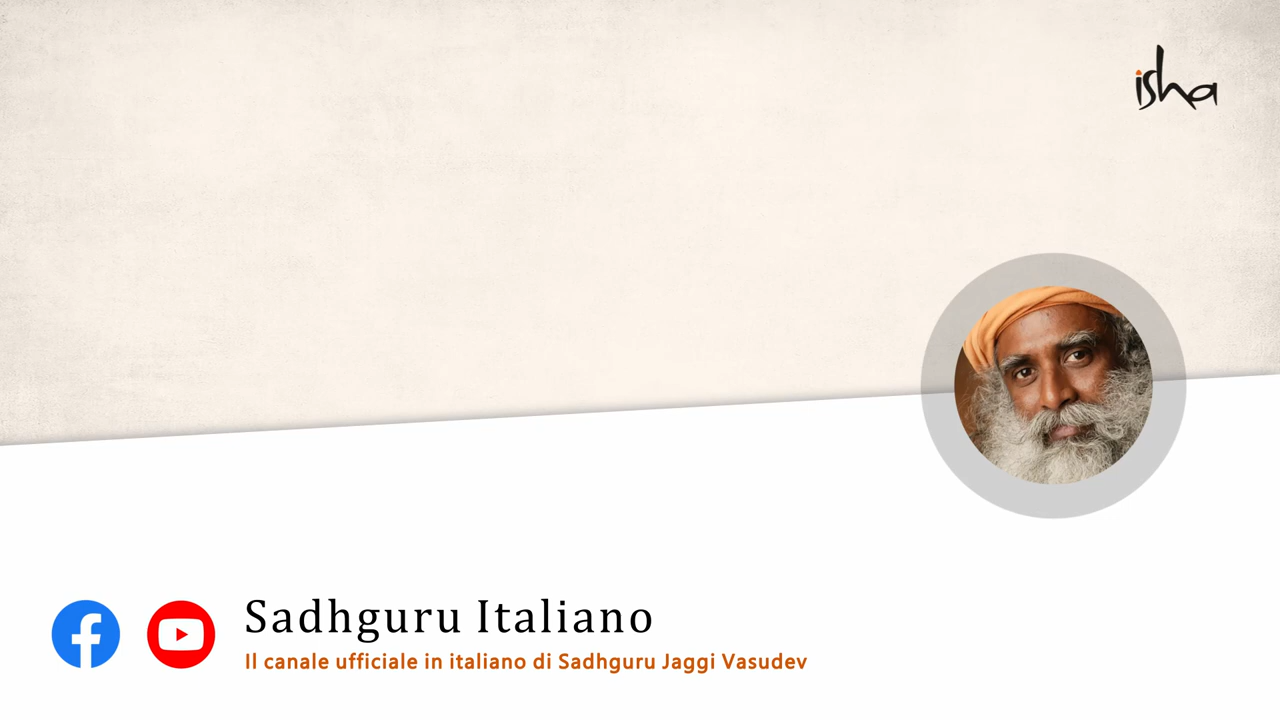 isha
Sadhguru Italiano
Il canale ufficiale in italiano di Sadhguru Jaggi Vasudev